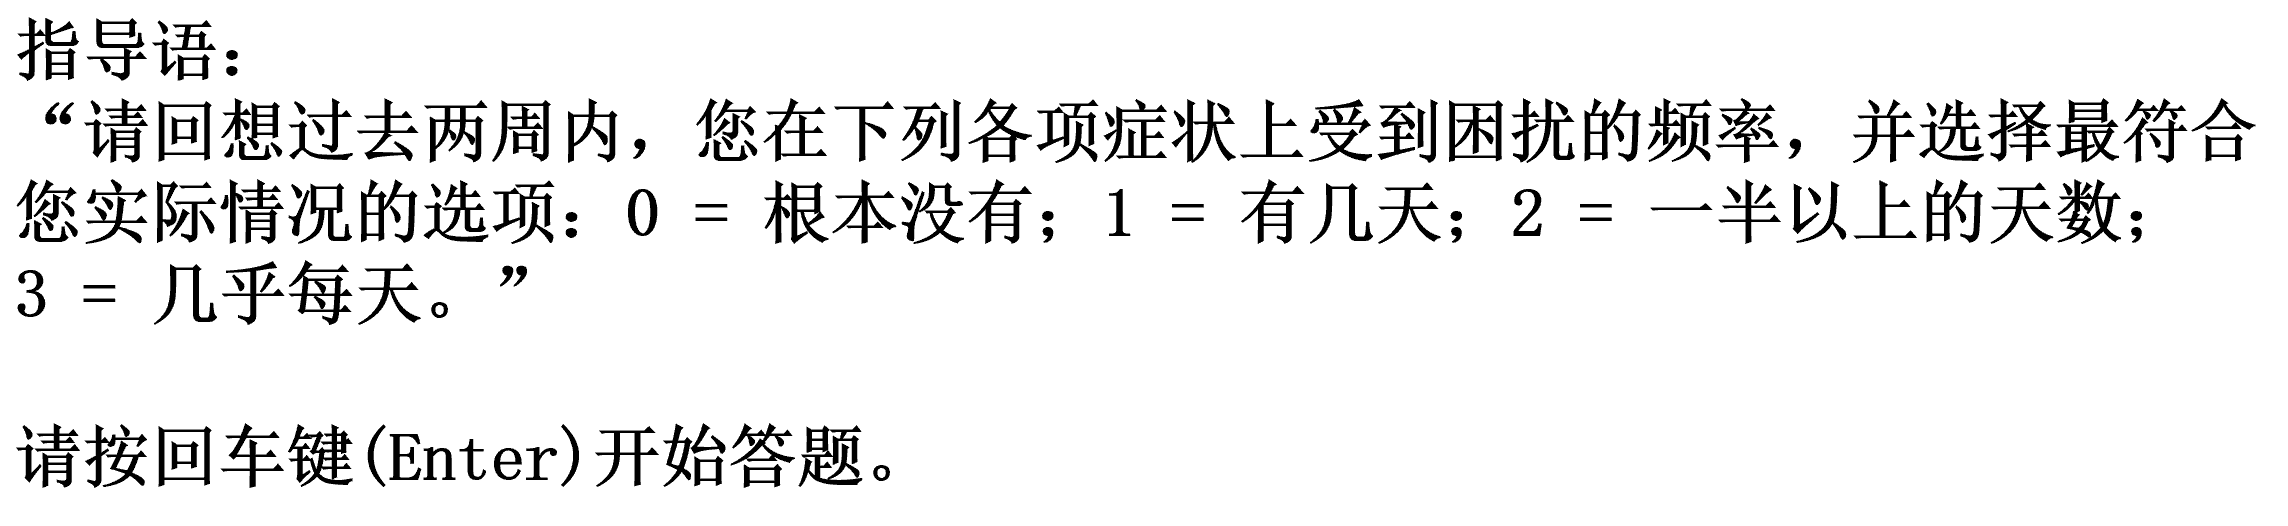 指导语：
“请回想过去两周内，您在下列各项症状上受到困扰的频率，并选择最符合
您实际情况的选项：0 = 根本没有；1 = 有几天；2 = 一半以上的天数；
3 = 几乎每天。”
请按回车键(Enter)开始答题。